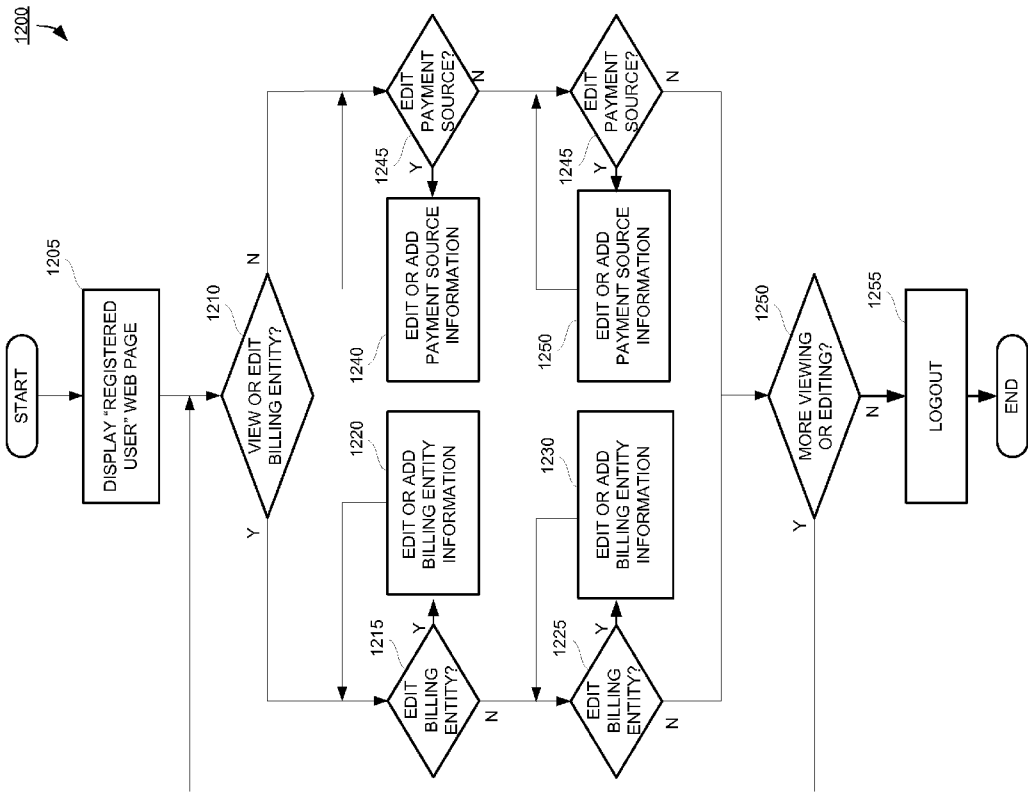 1200
START
1205
DISPLAY “REGISTERED
USER” WEB PAGE
1210
VIEW OR EDIT
BILLING ENTITY?
Y
N
1215
EDIT
BILLING
ENTITY?
Y
N
1220
EDIT OR ADD
BILLING ENTITY
INFORMATION
1240
EDIT OR ADD
PAYMENT SOURCE
INFORMATION
1245
EDIT
PAYMENT
SOURCE?
Y
N
1225
EDIT
BILLING
ENTITY?
Y
N
1230
EDIT OR ADD
BILLING ENTITY
INFORMATION
1250
EDIT OR ADD
PAYMENT SOURCE
INFORMATION
1245
EDIT
PAYMENT
SOURCE?
Y
N
1250
MORE VIEWING
OR EDITING?
Y
N
1255
LOGOUT
END